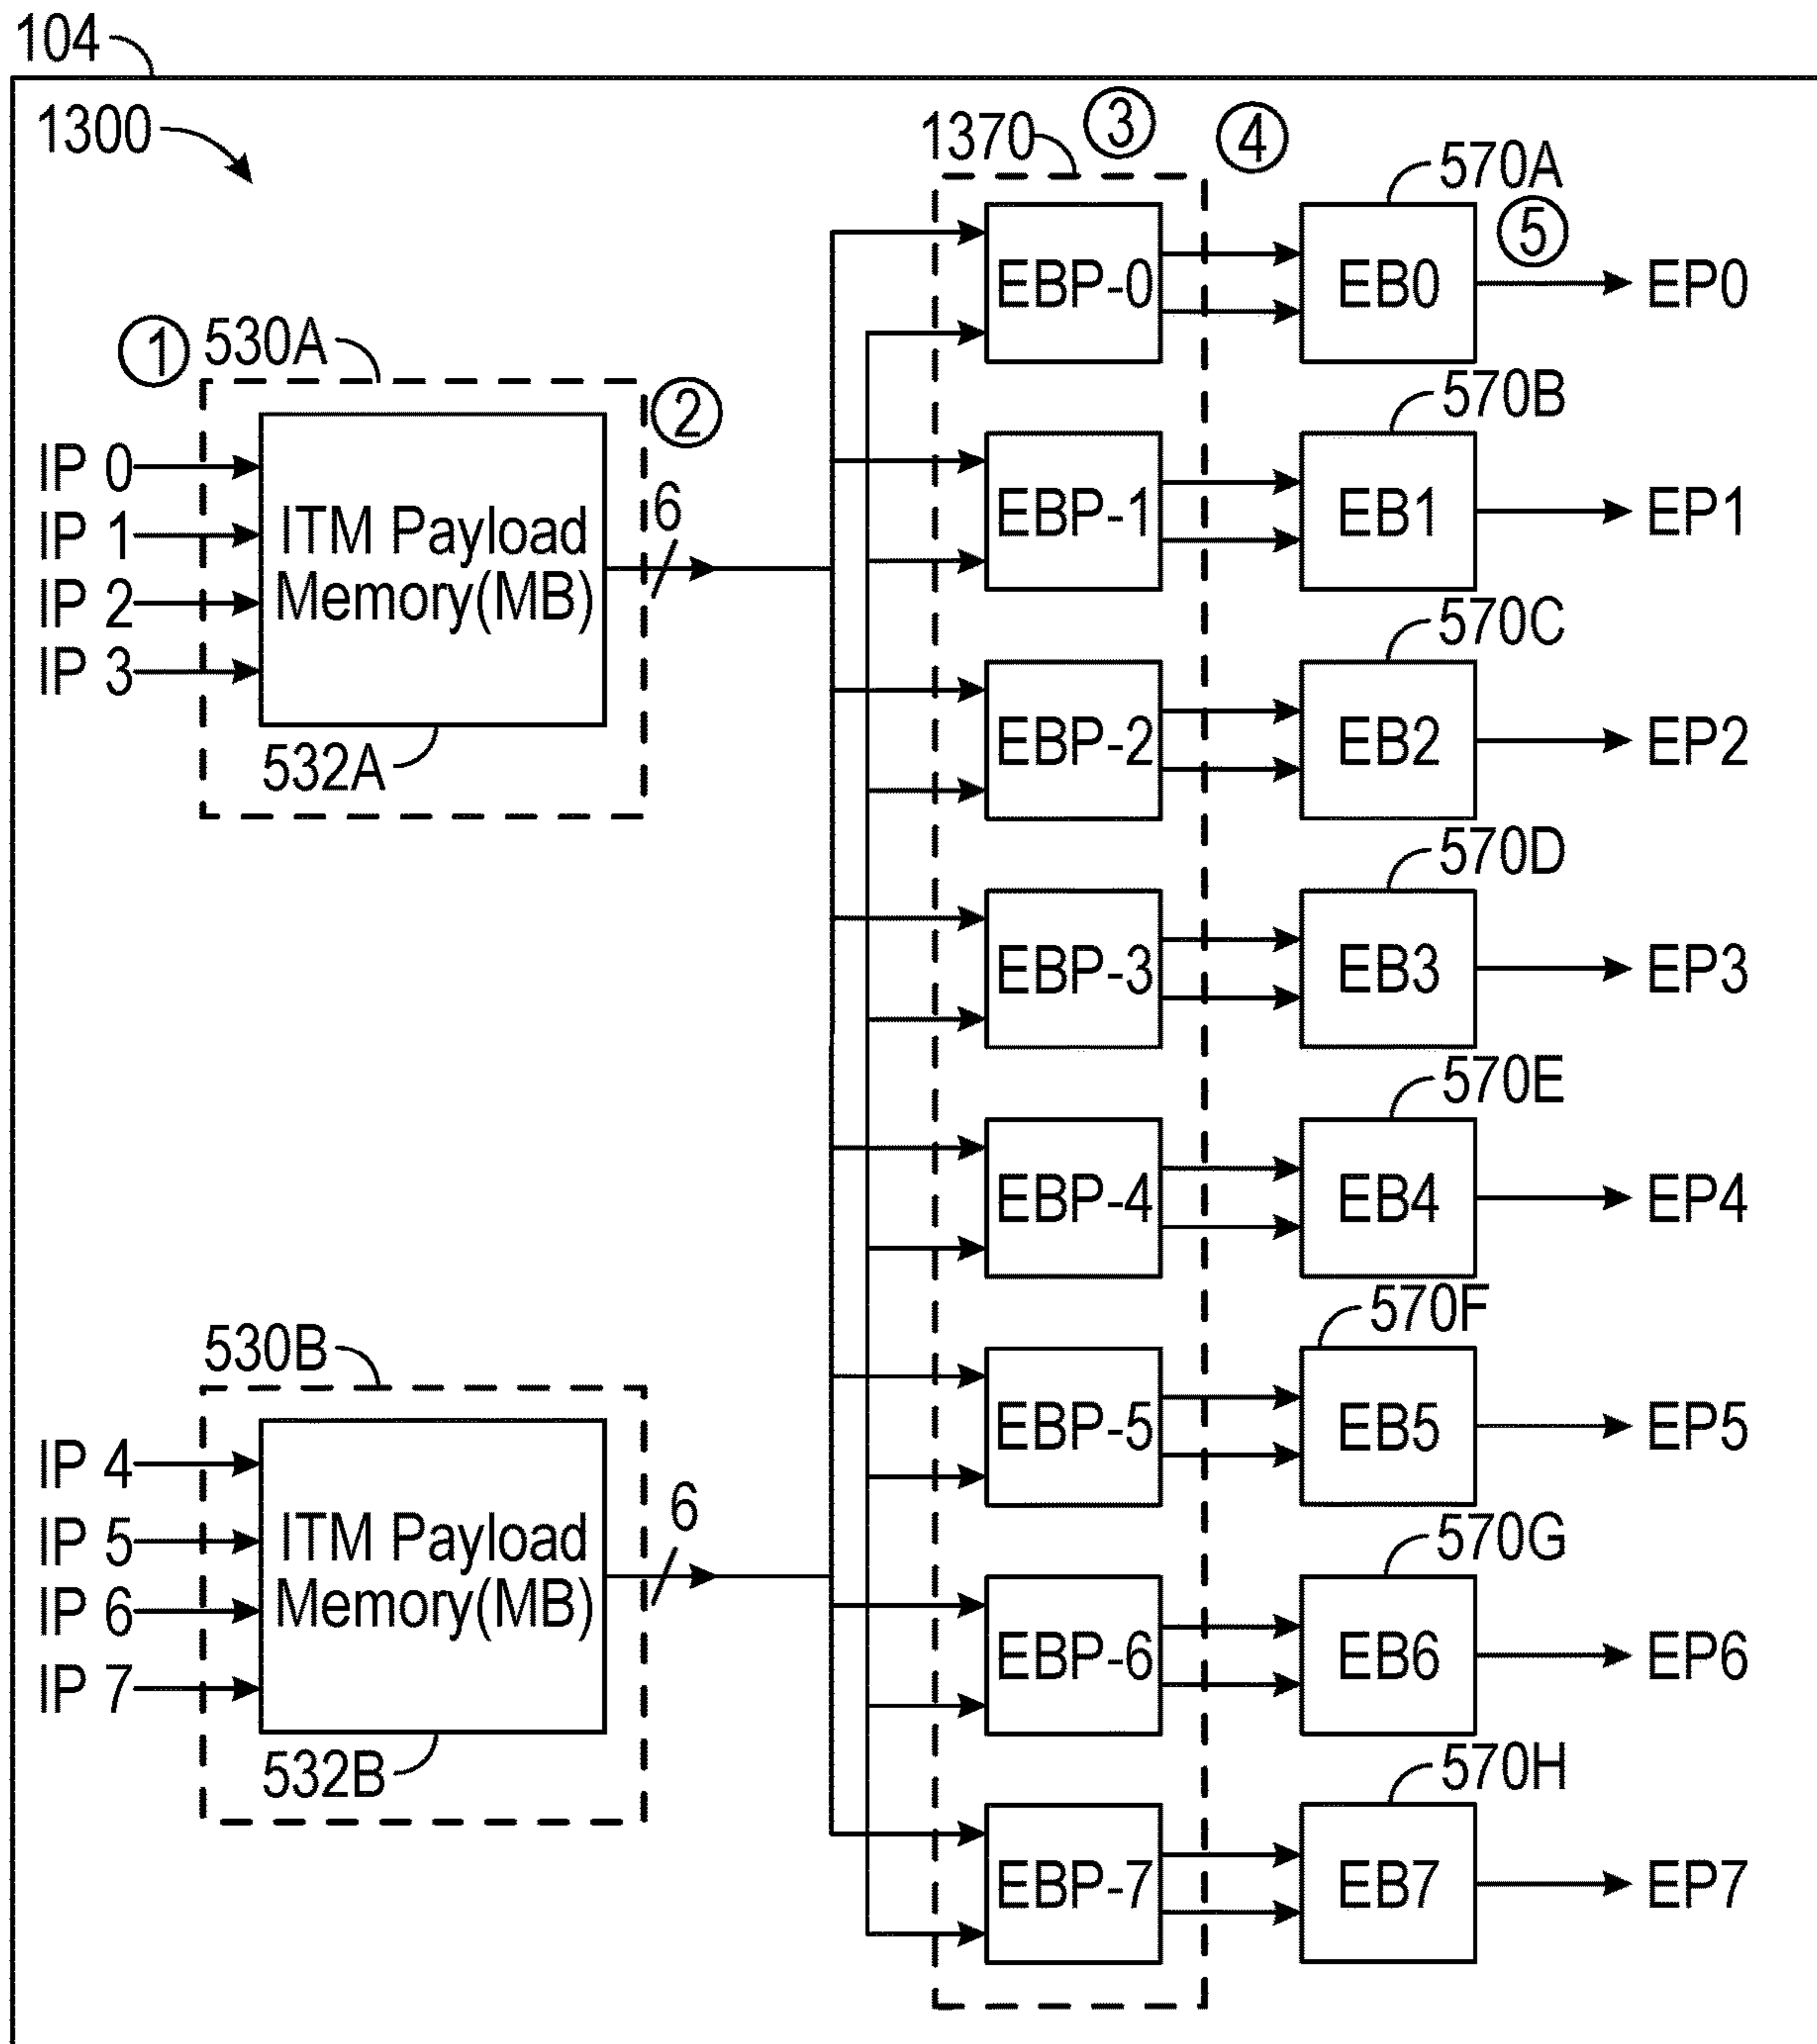 104
1300
1370
③
④
570A
⑤
EBP-0
EB0
EP0
①
530A
②
570B
IP 0
IP 1
IP 2
IP 3
ITM Payload
Memory(MB)
6
EBP-1
EB1
EP1
532A
570C
EBP-2
EB2
EP2
570D
EBP-3
EB3
EP3
570E
EBP-4
EB4
EP4
530B
570F
IP 4
IP 5
IP 6
IP 7
ITM Payload
Memory(MB)
6
EBP-5
EB5
EP5
570G
EBP-6
EB6
EP6
532B
570H
EBP-7
EB7
EP7